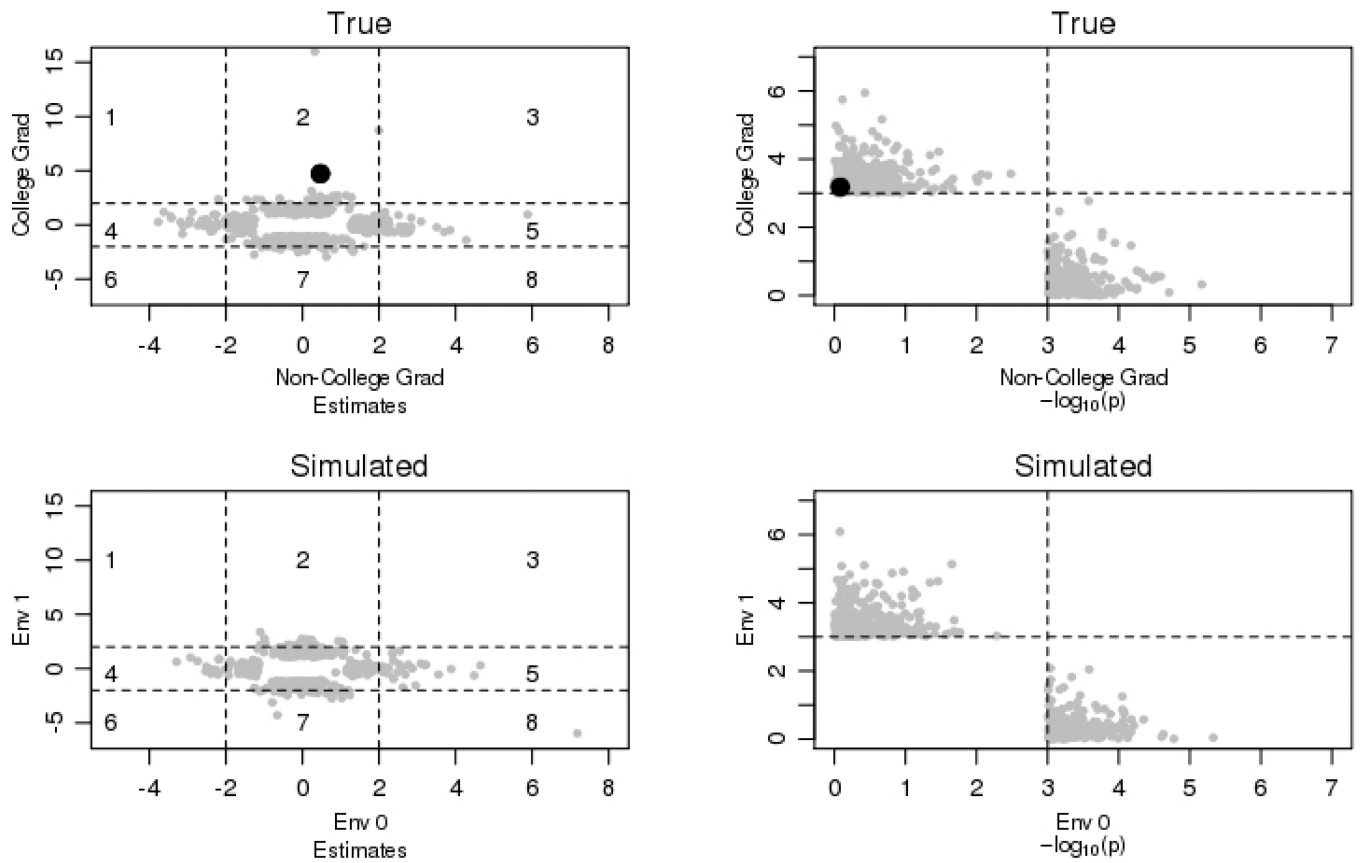 True
College Grad
15
10
5
0
-5
1 2 3
4 5
6 7 8
-4 -2 0 2 4 6 8
Non-College Grad
Estimates
True
College Grad
6
4
2
0
0 1 2 3 4 5 6 7
Non-College Grad
−log₁₀(p)
Simulated
Env 1
15
10
5
0
-5
1 2 3
4 5
6 7 8
-4 -2 0 2 4 6 8
Env 0
Estimates
Simulated
Env 1
6
4
2
0
0 1 2 3 4 5 6 7
Env 0
−log₁₀(p)